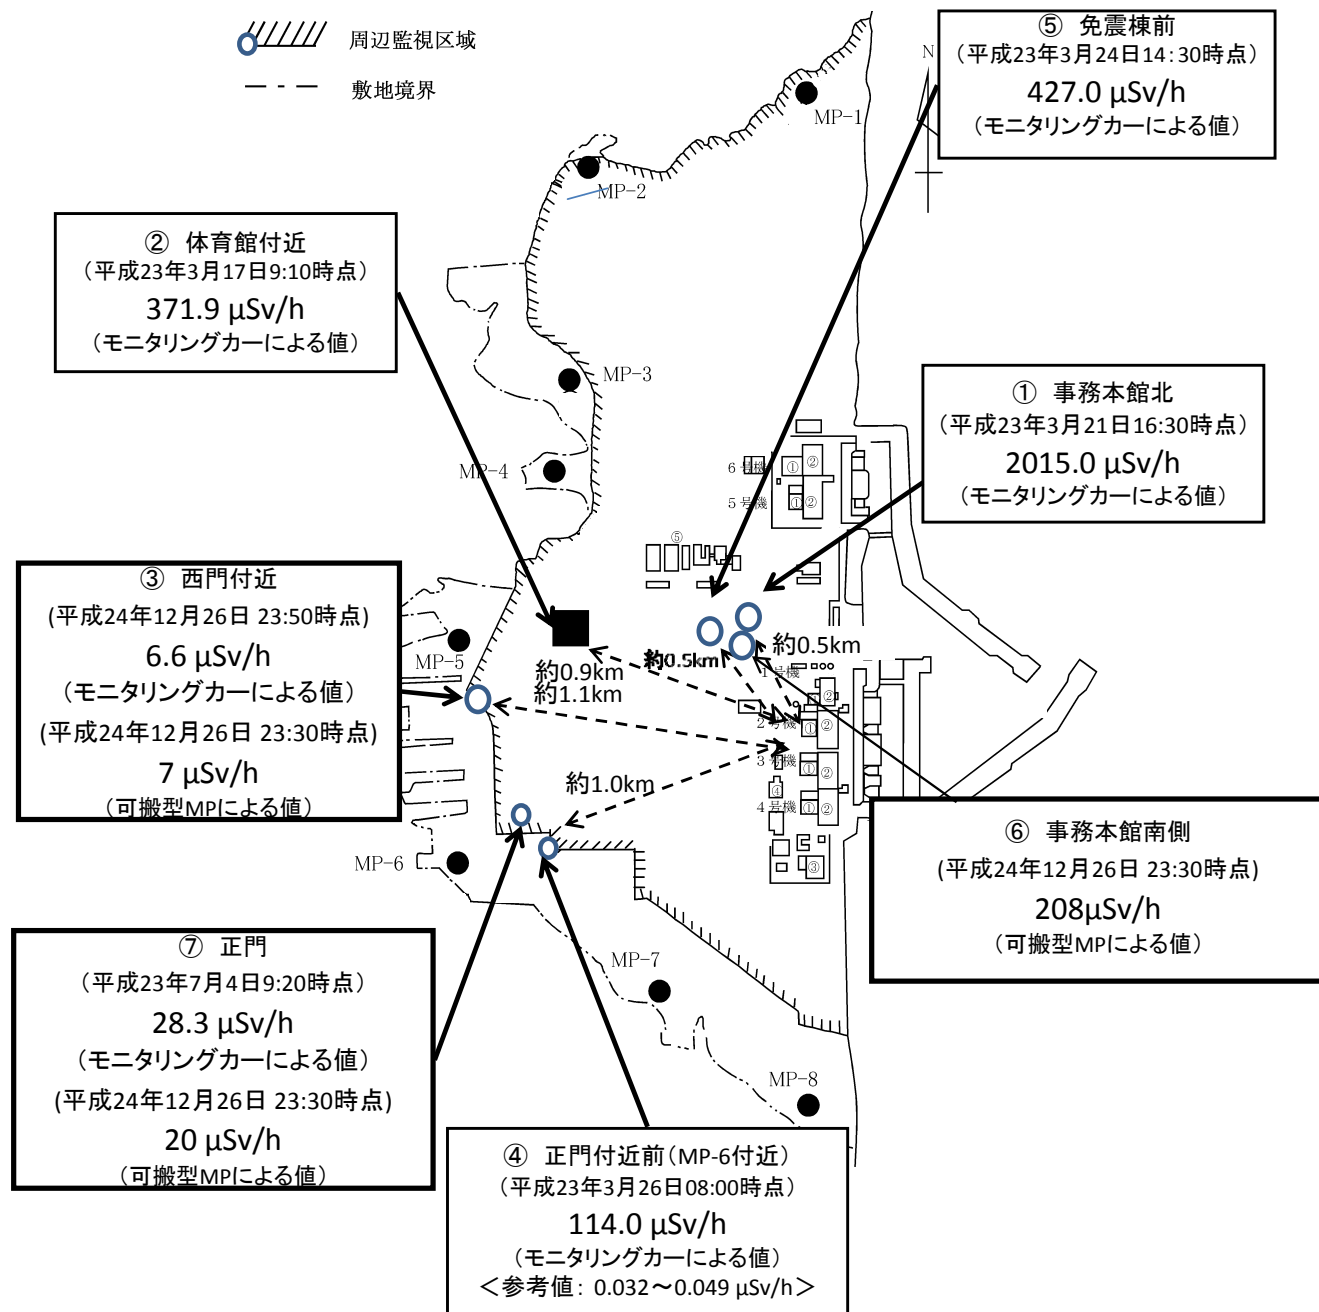 周辺監視区域
敷地境界
⑤ 免震棟前
(平成23年3月24日14:30時点)
427.0 μSv/h
(モニタリングカーによる値)
N
MP-1
MP-2
② 体育館付近
(平成23年3月17日9:10時点)
371.9 μSv/h
(モニタリングカーによる値)
MP-3
① 事務本館北
(平成23年3月21日16:30時点)
2015.0 μSv/h
(モニタリングカーによる値)
MP-4
6号機
①
②
5号機
①
②
⑤
③ 西門付近
(平成24年12月26日 23:50時点)
6.6 μSv/h
(モニタリングカーによる値)
(平成24年12月26日 23:30時点)
7 μSv/h
(可搬型MPによる値)
MP-5
約0.9km
約1.1km
約0.5km
約0.5km
1号機
②
2号機
①
②
3号機
①
②
④
4号機
①
②
③
約1.0km
MP-6
⑥ 事務本館南側
(平成24年12月26日 23:30時点)
208μSv/h
(可搬型MPによる値)
⑦ 正門
(平成23年7月4日9:20時点)
28.3 μSv/h
(モニタリングカーによる値)
(平成24年12月26日 23:30時点)
20 μSv/h
(可搬型MPによる値)
MP-7
MP-8
④ 正門付近前(MP-6付近)
(平成23年3月26日08:00時点)
114.0 μSv/h
(モニタリングカーによる値)
<参考値: 0.032~0.049 μSv/h>